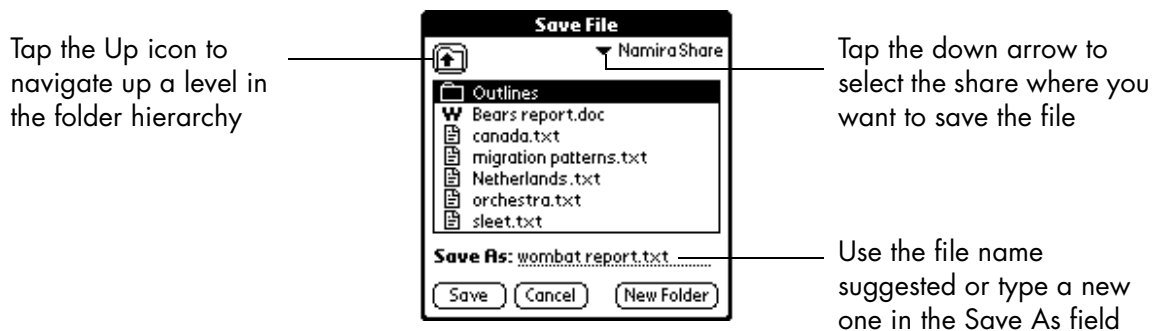 Tap the Up icon to
navigate up a level in
the folder hierarchy
Save File
Namira Share
Outlines
Bears report.doc
canada.txt
migration patterns.txt
Netherlands.txt
orchestra.txt
sleet.txt
Save As: wombat report.txt
Save Cancel New Folder
Tap the down arrow to
select the share where you
want to save the file
Use the file name
suggested or type a new
one in the Save As field